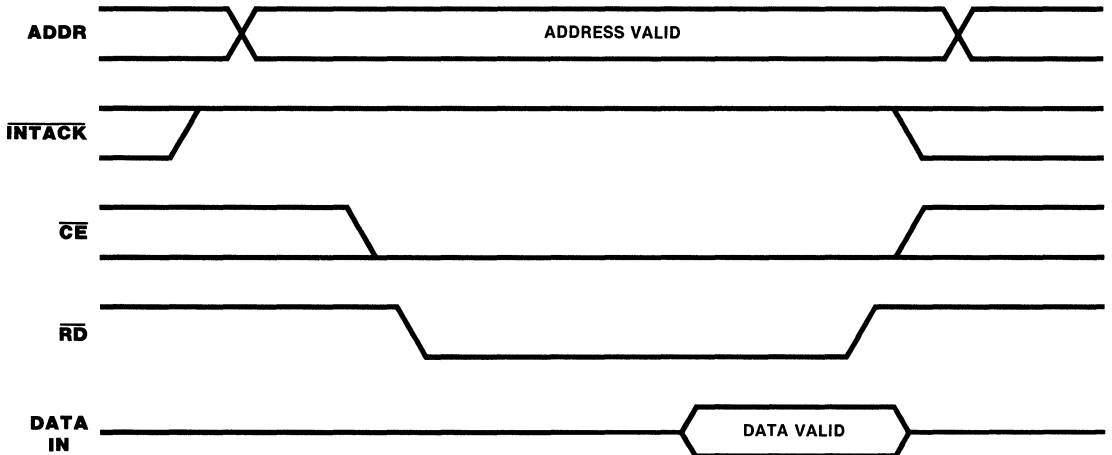 ADDR
ADDRESS VALID
INTACK
CE
RD
DATA
IN
DATA VALID